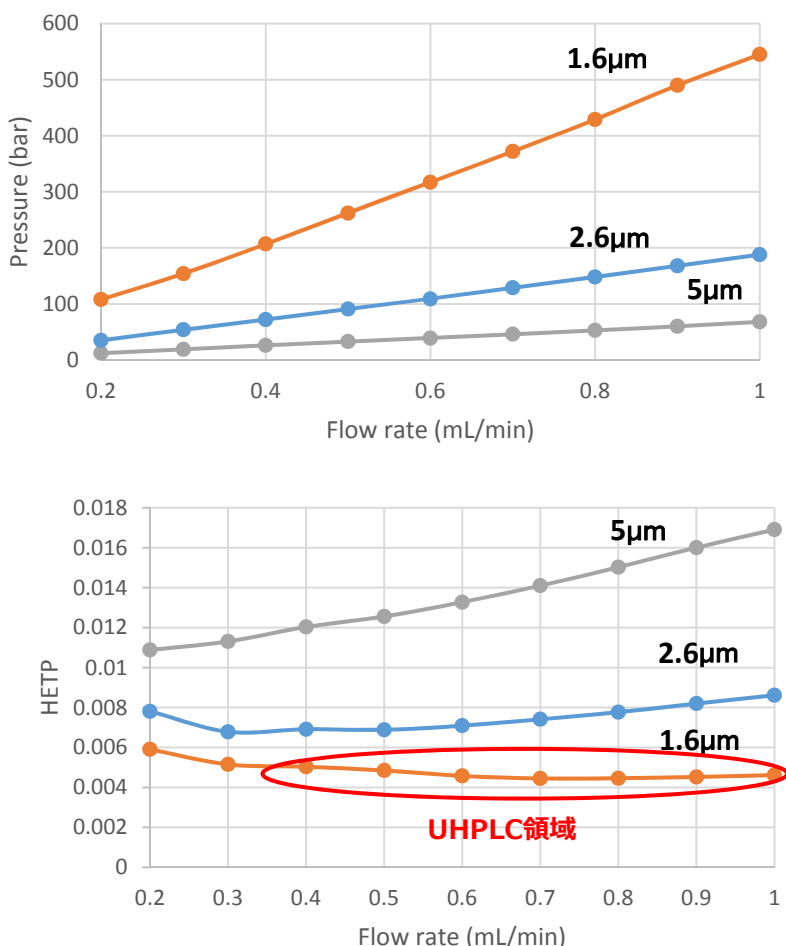 600
500
400
300
200
100
0
Pressure (bar)
1.6µm
2.6µm
5µm
0.2 0.4 0.6 0.8 1
Flow rate (mL/min)
0.018
0.016
0.014
0.012
0.01
0.008
0.006
0.004
0.002
0
HETP
5µm
2.6µm
1.6µm
UHPLC領域
0.2 0.3 0.4 0.5 0.6 0.7 0.8 0.9 1
Flow rate (mL/min)